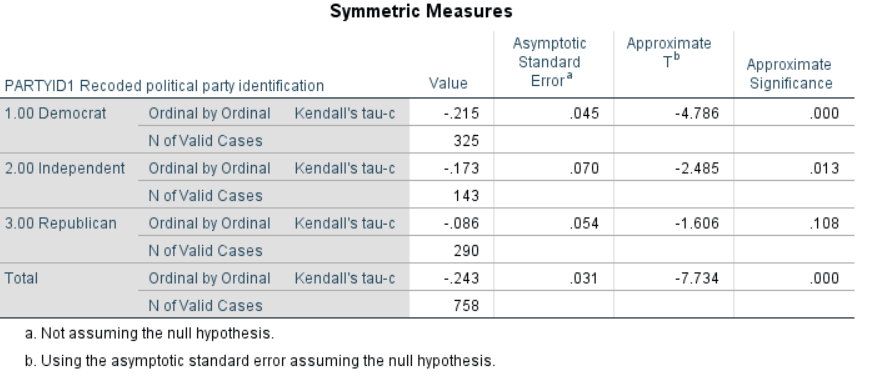 Symmetric Measures
PARTYID1 Recoded political party identification Value Asymptotic Standard Error^a Approximate T^b Approximate Significance
1.00 Democrat Ordinal by Ordinal Kendall's tau-c -.215 .045 -4.786 .000
N of Valid Cases 325
2.00 Independent Ordinal by Ordinal Kendall's tau-c -.173 .070 -2.485 .013
N of Valid Cases 143
3.00 Republican Ordinal by Ordinal Kendall's tau-c -.086 .054 -1.606 .108
N of Valid Cases 290
Total Ordinal by Ordinal Kendall's tau-c -.243 .031 -7.734 .000
N of Valid Cases 758
a. Not assuming the null hypothesis.
b. Using the asymptotic standard error assuming the null hypothesis.